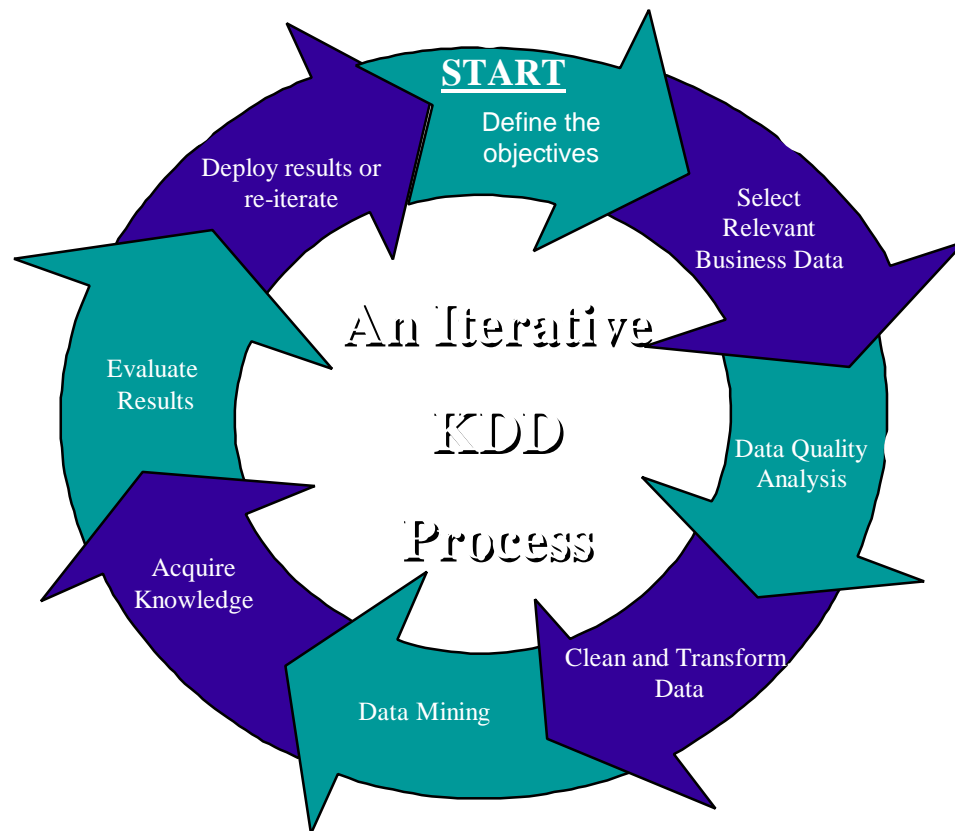 START
Define the
objectives
Select
Relevant
Business Data
Data Quality
Analysis
Clean and Transform
Data
Data Mining
Acquire
Knowledge
Evaluate
Results
Deploy results or
re-iterate
An Iterative
KDD
Process